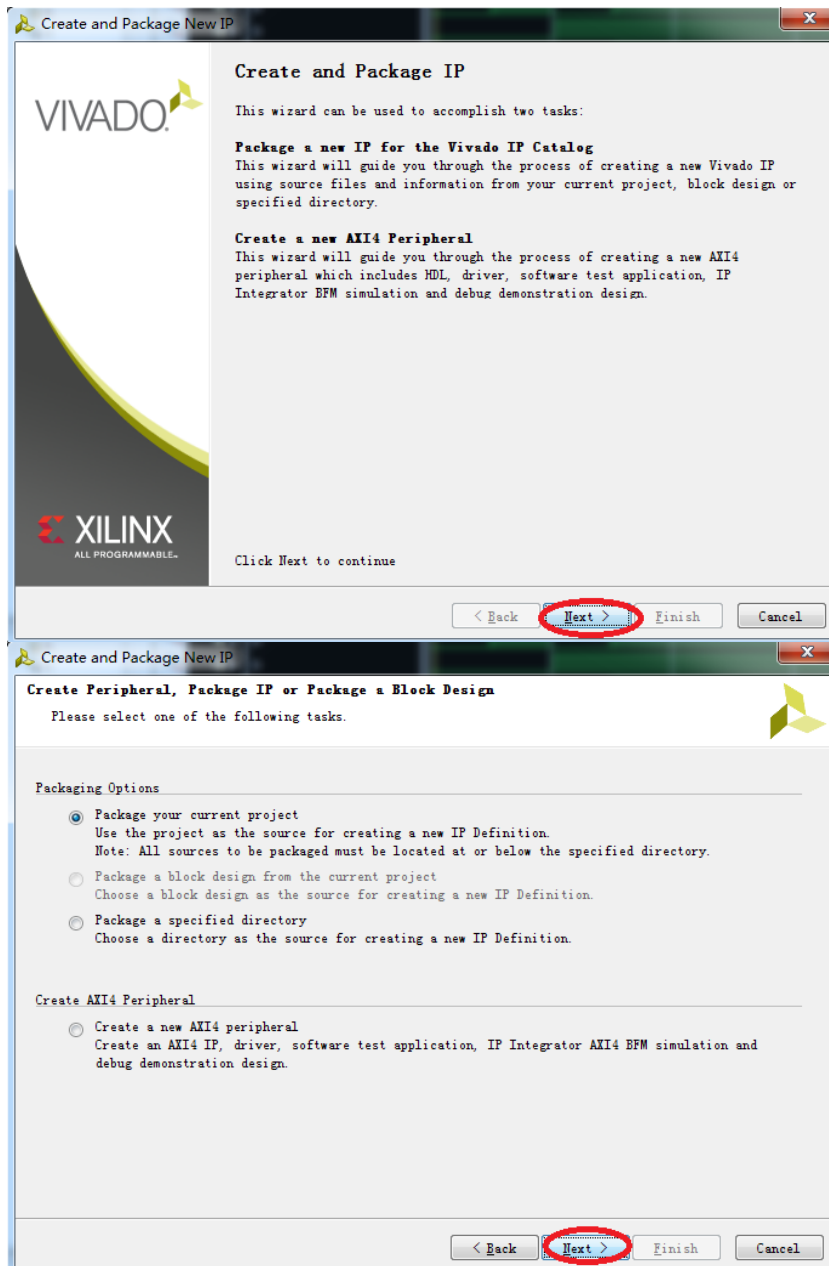 Create and Package New IP
VIVADO.
Create and Package IP
This wizard can be used to accomplish two tasks:
Package a new IP for the Vivado IP Catalog
This wizard will guide you through the process of creating a new Vivado IP
using source files and information from your current project, block design or
specified directory.
Create a new AXI4 Peripheral
This wizard will guide you through the process of creating a new AXI4
peripheral which includes HDL, driver, software test application, IP
Integrator BFM simulation and debug demonstration design.
XILINX
ALL PROGRAMMABLE™
Click Next to continue
< Back Next > Finish Cancel
Create and Package New IP
Create Peripheral, Package IP or Package a Block Design
Please select one of the following tasks.
Packaging Options
Package your current project
Use the project as the source for creating a new IP Definition.
Note: All sources to be packaged must be located at or below the specified directory.
Package a block design from the current project
Choose a block design as the source for creating a new IP Definition.
Package a specified directory
Choose a directory as the source for creating a new IP Definition.
Create AXI4 Peripheral
Create a new AXI4 peripheral
Create an AXI4 IP, driver, software test application, IP Integrator AXI4 BFM simulation and
debug demonstration design.
< Back Next > Finish Cancel